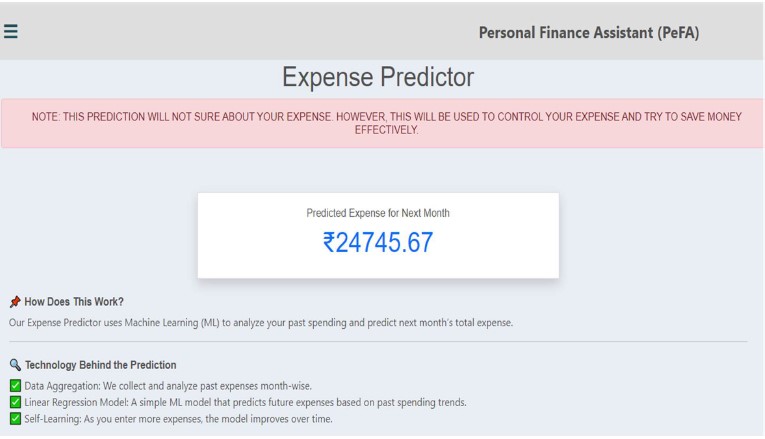 Personal Finance Assistant (PeFA)
Expense Predictor
NOTE: THIS PREDICTION WILL NOT SURE ABOUT YOUR EXPENSE. HOWEVER, THIS WILL BE USED TO CONTROL YOUR EXPENSE AND TRY TO SAVE MONEY
EFFECTIVELY.
Predicted Expense for Next Month
₹24745.67
📌 How Does This Work?
Our Expense Predictor uses Machine Learning (ML) to analyze your past spending and predict next month's total expense.
🔍 Technology Behind the Prediction
✅ Data Aggregation: We collect and analyze past expenses month-wise.
✅ Linear Regression Model: A simple ML model that predicts future expenses based on past spending trends.
✅ Self-Learning: As you enter more expenses, the model improves over time.